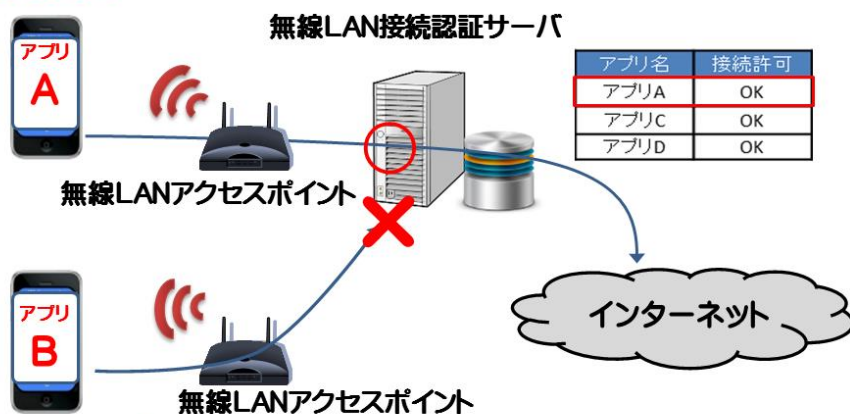 無線LAN接続認証サーバ
アプリ
A
アプリ名 接続許可
アプリA OK
アプリC OK
アプリD OK
無線LANアクセスポイント
アプリ
B
インターネット
無線LANアクセスポイント